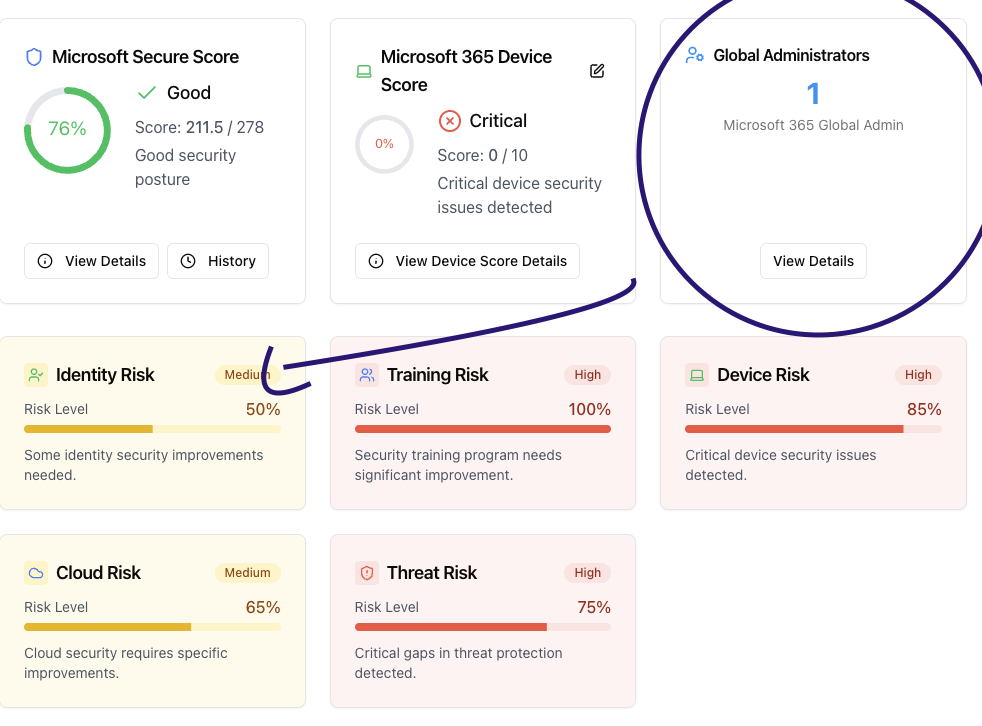 Microsoft Secure Score
76%
Good
Score: 211.5 / 278
Good security
posture
View Details
History
Microsoft 365 Device
Score
0%
Critical
Score: 0 / 10
Critical device security
issues detected
View Device Score Details
Global Administrators
1
Microsoft 365 Global Admin
View Details
Identity Risk
Medium
Risk Level
50%
Some identity security improvements
needed.
Training Risk
High
Risk Level
100%
Security training program needs
significant improvement.
Device Risk
High
Risk Level
85%
Critical device security issues
detected.
Cloud Risk
Medium
Risk Level
65%
Cloud security requires specific
improvements.
Threat Risk
High
Risk Level
75%
Critical gaps in threat protection
detected.